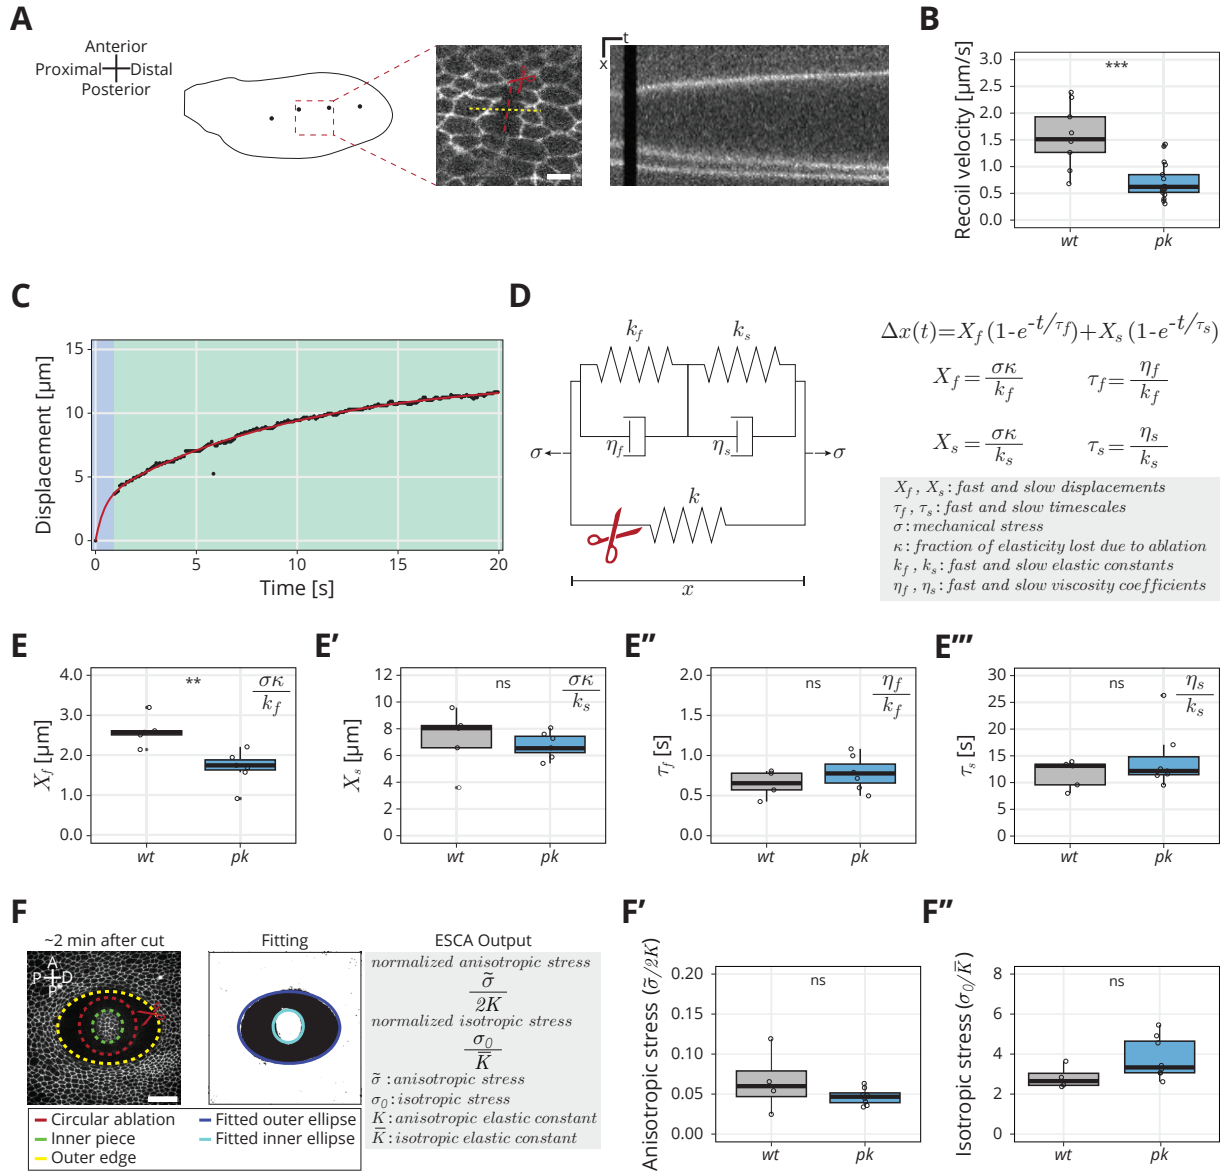 A
Anterior
Proximal Distal
Posterior
t
x
B
Recoil velocity [µm/s]
3.0
2.5
2.0
1.5
1.0
0.5
0.0
***
wt pk
C
Displacement [µm]
15
10
5
0
0 5 10 15 20
Time [s]
D
k_f k_s
η_f η_s
σ σ
k
x
Δx(t)=X_f (1-e^{-t/τ_f})+X_s (1-e^{-t/τ_s})
X_f = σκ/k_f τ_f = η_f/k_f
X_s = σκ/k_s τ_s = η_s/k_s
X_f , X_s : fast and slow displacements
τ_f , τ_s : fast and slow timescales
σ : mechanical stress
κ : fraction of elasticity lost due to ablation
k_f , k_s : fast and slow elastic constants
η_f , η_s : fast and slow viscosity coefficients
E
X_f [µm]
4.0
3.0
2.0
1.0
0.0
**
σκ/k_f
wt pk
E'
X_s [µm]
12
10
8
6
4
2
0
ns
σκ/k_s
wt pk
E''
τ_f [s]
2.0
1.5
1.0
0.5
0.0
ns
η_f/k_f
wt pk
E'''
τ_s [s]
30
25
20
15
10
5
0
ns
η_s/k_s
wt pk
F
~2 min after cut
A
P D
P
Fitting
ESCA Output
normalized anisotropic stress
σ̃/2K
normalized isotropic stress
σ_0/K̅
σ̃ : anisotropic stress
σ_0 : isotropic stress
K : anisotropic elastic constant
K̅ : isotropic elastic constant
Circular ablation
Inner piece
Outer edge
Fitted outer ellipse
Fitted inner ellipse
F'
Anisotropic stress (σ̃/2K)
0.20
0.15
0.10
0.05
0.00
ns
wt pk
F''
Isotropic stress (σ_0/K̅)
8
6
4
2
0
ns
wt pk